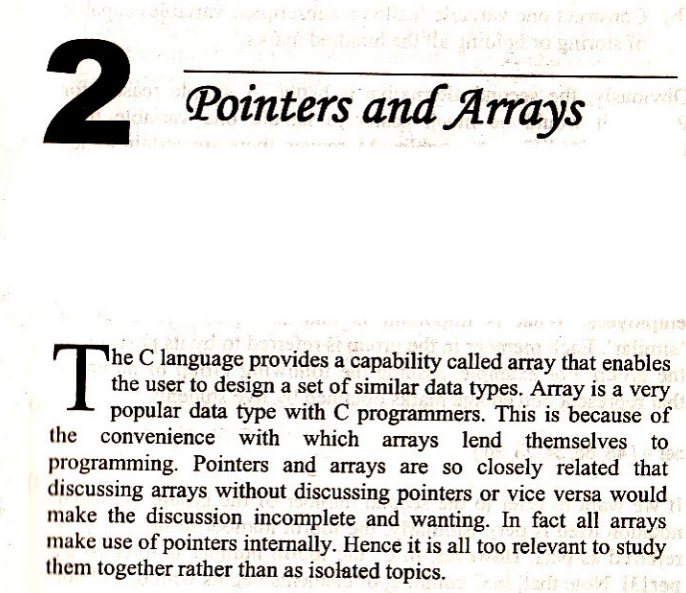 2
Pointers and Arrays
The C language provides a capability called array that enables
the user to design a set of similar data types. Array is a very
popular data type with C programmers. This is because of
the convenience with which arrays lend themselves to
programming. Pointers and arrays are so closely related that
discussing arrays without discussing pointers or vice versa would
make the discussion incomplete and wanting. In fact all arrays
make use of pointers internally. Hence it is all too relevant to study
them together rather than as isolated topics.